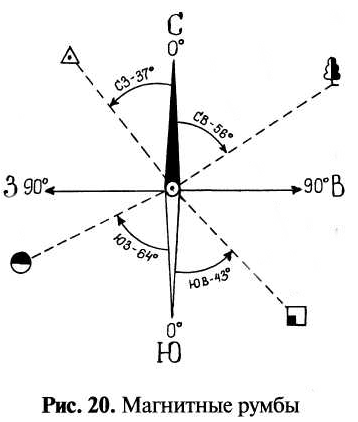 С
0°
СЗ-37°
СВ-56°
З 90°
90° В
ЮЗ-64°
ЮВ-43°
0°
Ю
Рис. 20. Магнитные румбы